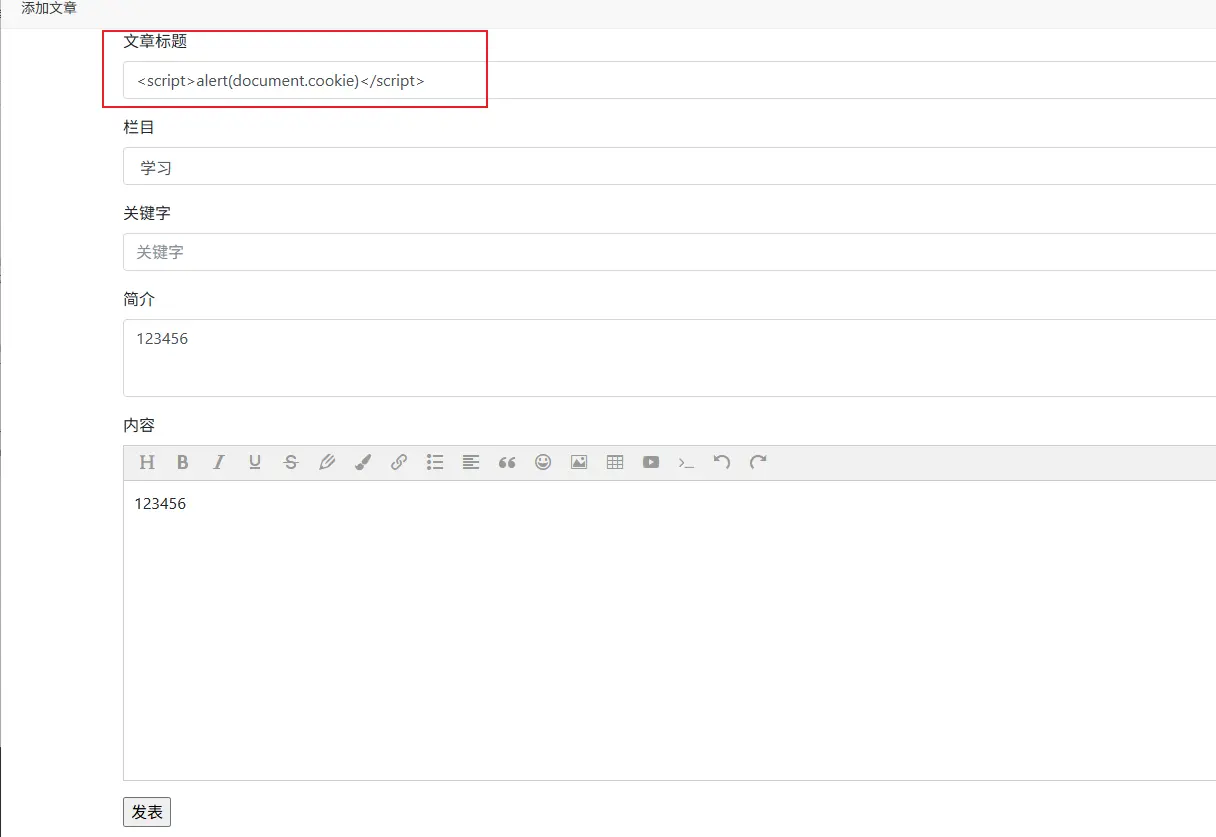 添加文章
文章标题
<script>alert(document.cookie)</script>
栏目
学习
关键字
关键字
简介
123456
内容
H B I U S
123456
发表